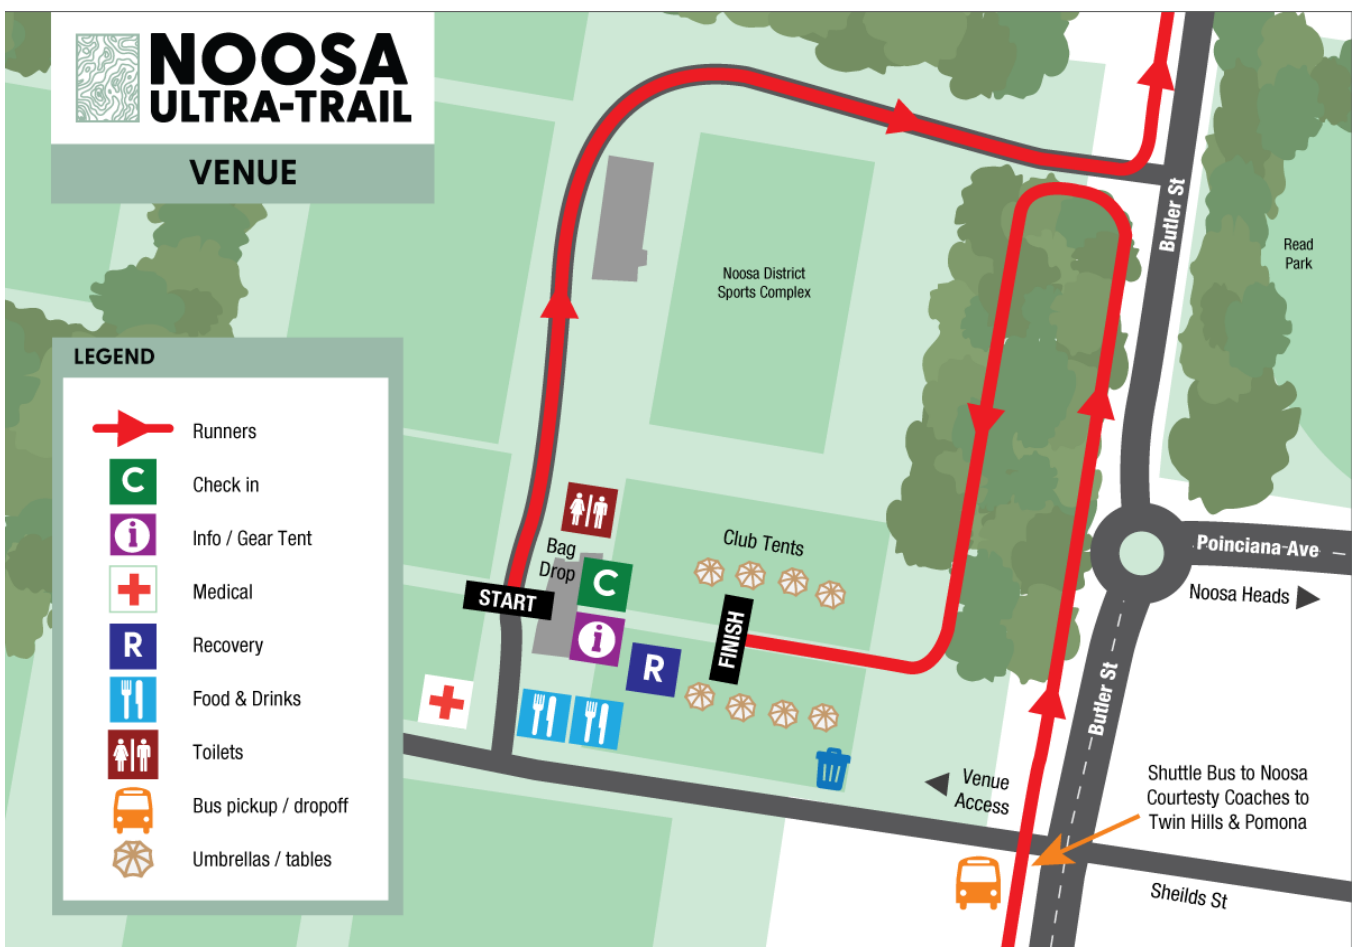 NOOSA
ULTRA-TRAIL
VENUE
LEGEND
Runners
C
Check in
i
Info / Gear Tent
Medical
R
Recovery
Food & Drinks
Toilets
Bus pickup / dropoff
Umbrellas / tables
Butler St
Read
Park
Noosa District
Sports Complex
Bag
Drop
Club Tents
C
START
i
FINISH
R
Poinciana Ave
Noosa Heads
Butler St
Venue
Access
Shuttle Bus to Noosa
Courtesty Coaches to
Twin Hills & Pomona
Sheilds St